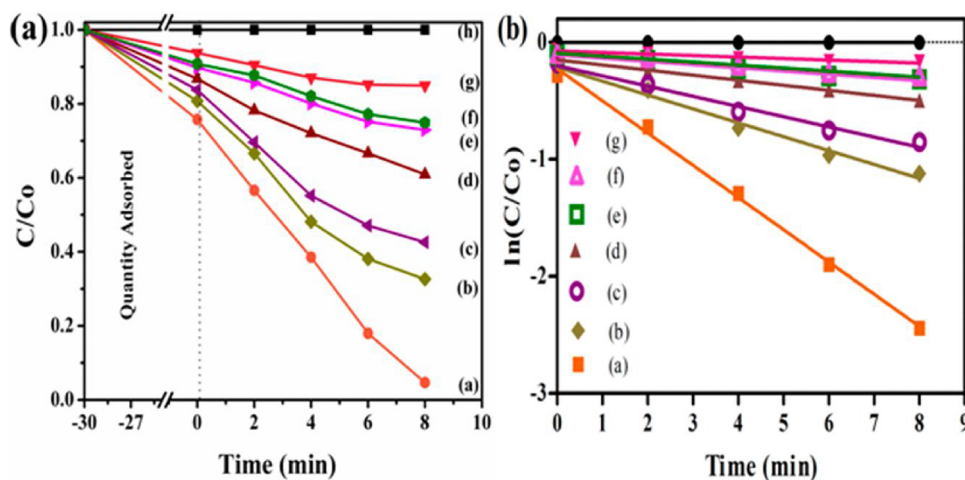 (a)
C/Co
1.0
0.8
0.6
0.4
0.2
0.0
Quantity Adsorbed
(h)
(g)
(f)
(e)
(d)
(c)
(b)
(a)
-30
-27
0
2
4
6
8
10
Time (min)
(b)
ln(C/Co)
0
-1
-2
-3
(g)
(f)
(e)
(d)
(c)
(b)
(a)
0
1
2
3
4
5
6
7
8
9
Time (min)